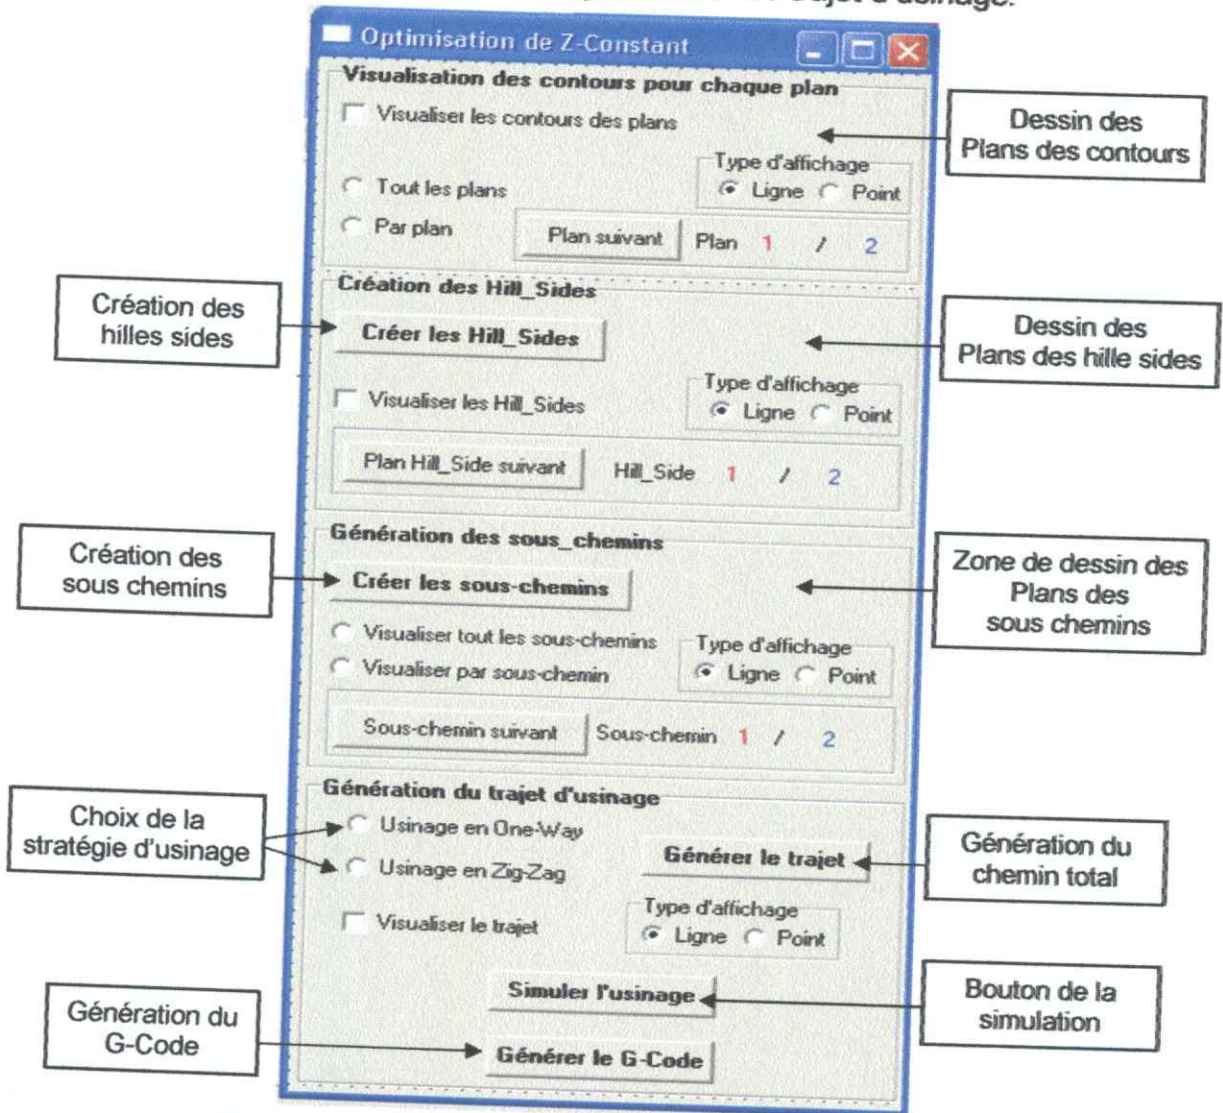 trajet d'usinage.
Optimisation de Z-Constant
Visualisation des contours pour chaque plan
Visualiser les contours des plans
Dessin des
Plans des contours
Type d'affichage
Tout les plans
Ligne
Point
Par plan
Plan suivant
Plan 1 / 2
Création des Hill_Sides
Création des
hilles sides
Créer les Hill_Sides
Dessin des
Plans des hille sides
Type d'affichage
Visualiser les Hill_Sides
Ligne
Point
Plan Hill_Side suivant
Hill_Side 1 / 2
Génération des sous_chemins
Création des
sous chemins
Créer les sous-chemins
Zone de dessin des
Plans des
sous chemins
Visualiser tout les sous-chemins
Type d'affichage
Visualiser par sous-chemin
Ligne
Point
Sous-chemin suivant
Sous-chemin 1 / 2
Génération du trajet d'usinage
Choix de la
stratégie d'usinage
Usinage en One-Way
Générer le trajet
Génération du
chemin total
Usinage en Zig-Zag
Type d'affichage
Visualiser le trajet
Ligne
Point
Simuler l'usinage
Bouton de la
simulation
Génération du
G-Code
Générer le G-Code